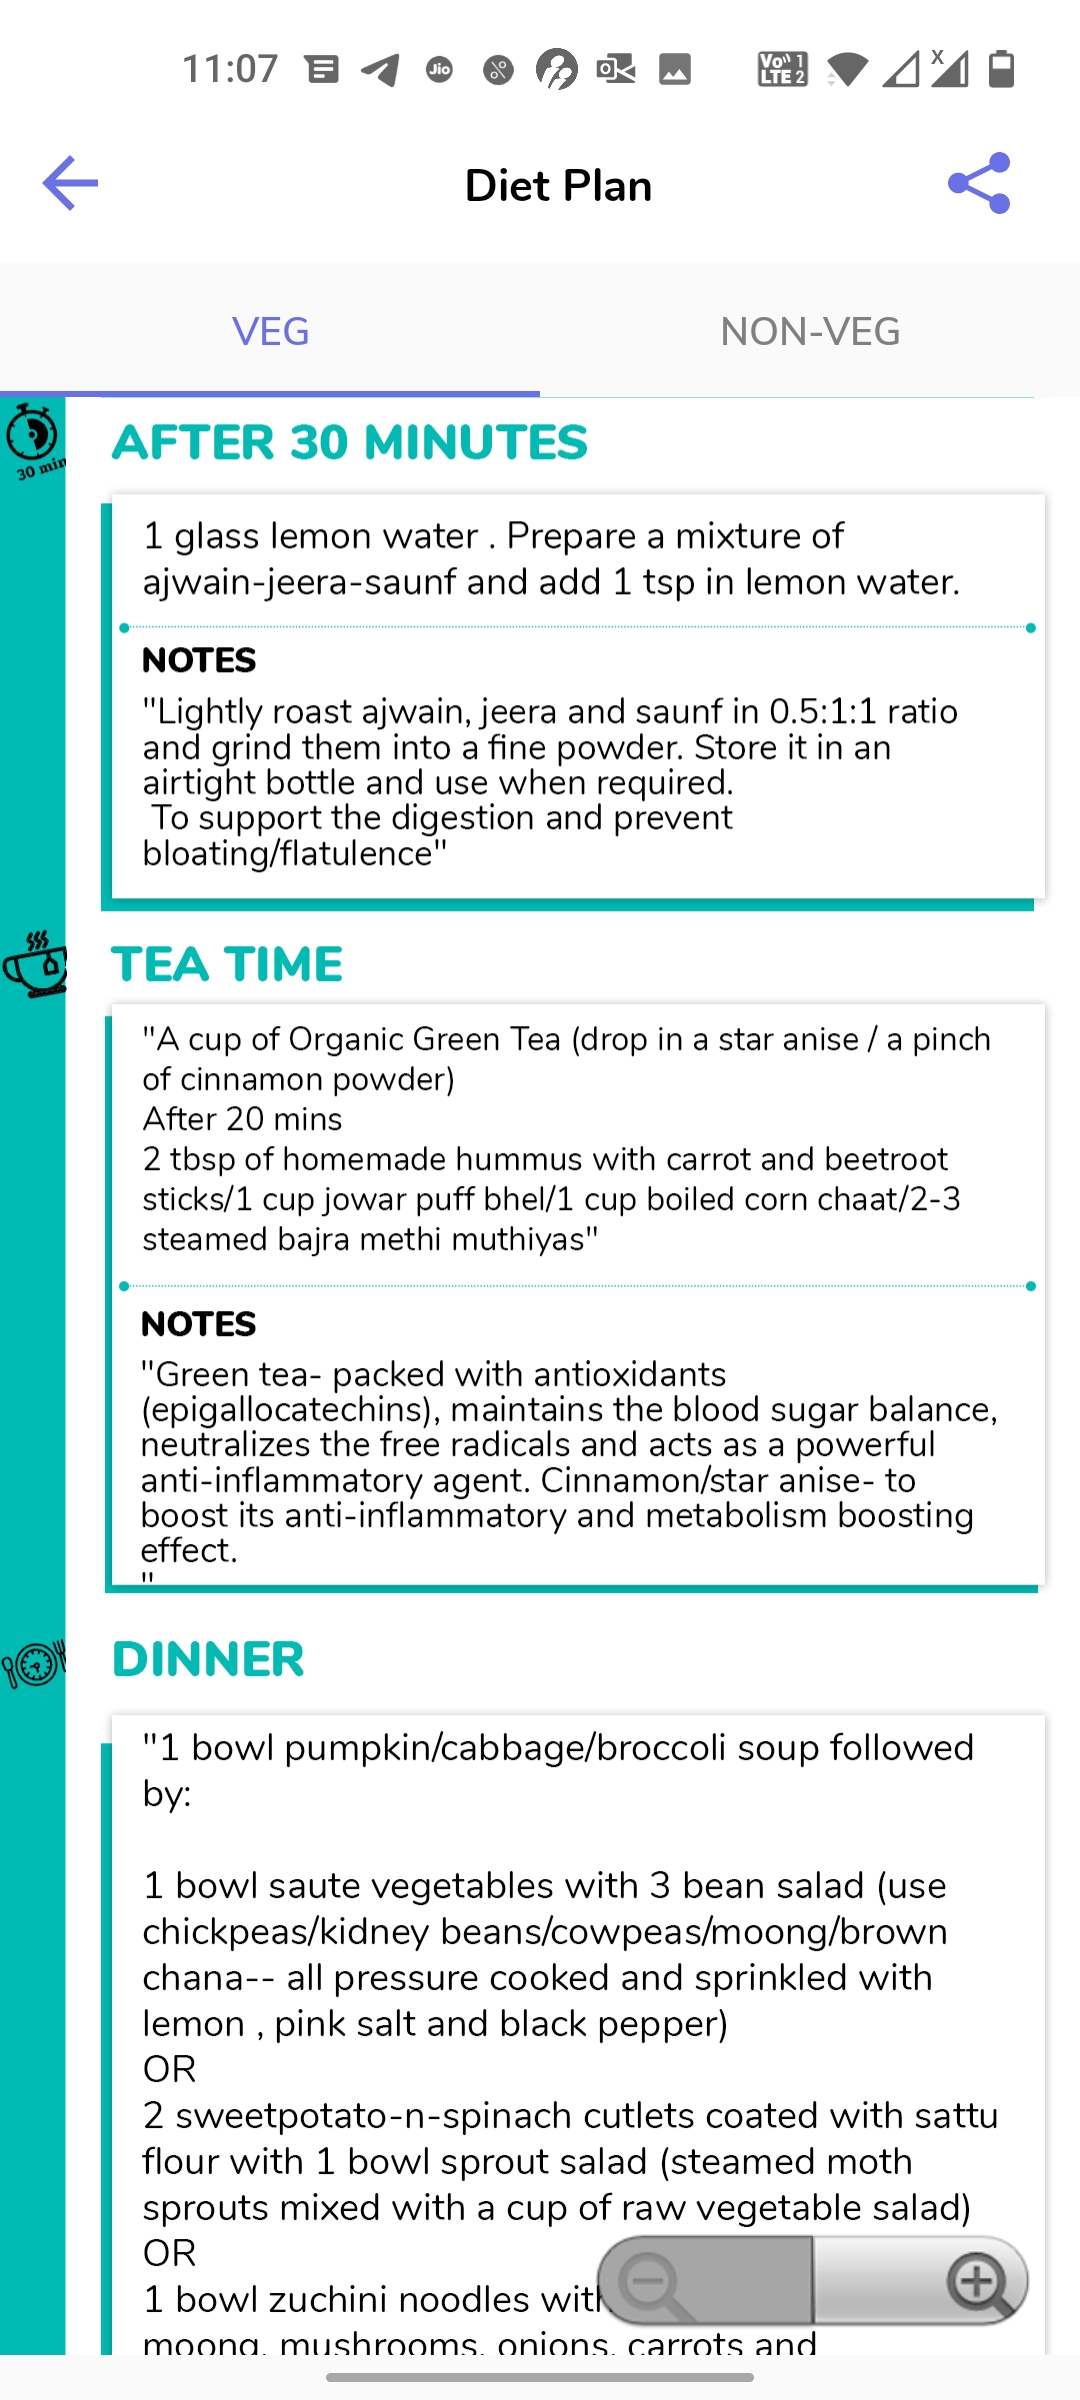 11:07
Jio
Vo)) 1
LTE 2
X
Diet Plan
VEG
NON-VEG
30 min
AFTER 30 MINUTES
1 glass lemon water . Prepare a mixture of
ajwain-jeera-saunf and add 1 tsp in lemon water.
NOTES
"Lightly roast ajwain, jeera and saunf in 0.5:1:1 ratio
and grind them into a fine powder. Store it in an
airtight bottle and use when required.
To support the digestion and prevent
bloating/flatulence"
TEA TIME
"A cup of Organic Green Tea (drop in a star anise / a pinch
of cinnamon powder)
After 20 mins
2 tbsp of homemade hummus with carrot and beetroot
sticks/1 cup jowar puff bhel/1 cup boiled corn chaat/2-3
steamed bajra methi muthiyas"
NOTES
"Green tea- packed with antioxidants
(epigallocatechins), maintains the blood sugar balance,
neutralizes the free radicals and acts as a powerful
anti-inflammatory agent. Cinnamon/star anise- to
boost its anti-inflammatory and metabolism boosting
effect.
"
DINNER
"1 bowl pumpkin/cabbage/broccoli soup followed
by:
1 bowl saute vegetables with 3 bean salad (use
chickpeas/kidney beans/cowpeas/moong/brown
chana-- all pressure cooked and sprinkled with
lemon , pink salt and black pepper)
OR
2 sweetpotato-n-spinach cutlets coated with sattu
flour with 1 bowl sprout salad (steamed moth
sprouts mixed with a cup of raw vegetable salad)
OR
1 bowl zuchini noodles with
moong, mushrooms, onions, carrots and